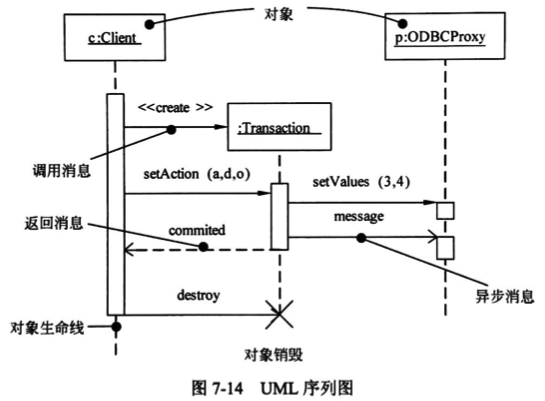 对象
c:Client
p:ODBCProxy
<<create >>
:Transaction
调用消息
setAction (a,d,o)
setValues (3,4)
返回消息
commited
message
异步消息
destroy
对象生命线
对象销毁
图 7-14 UML 序列图